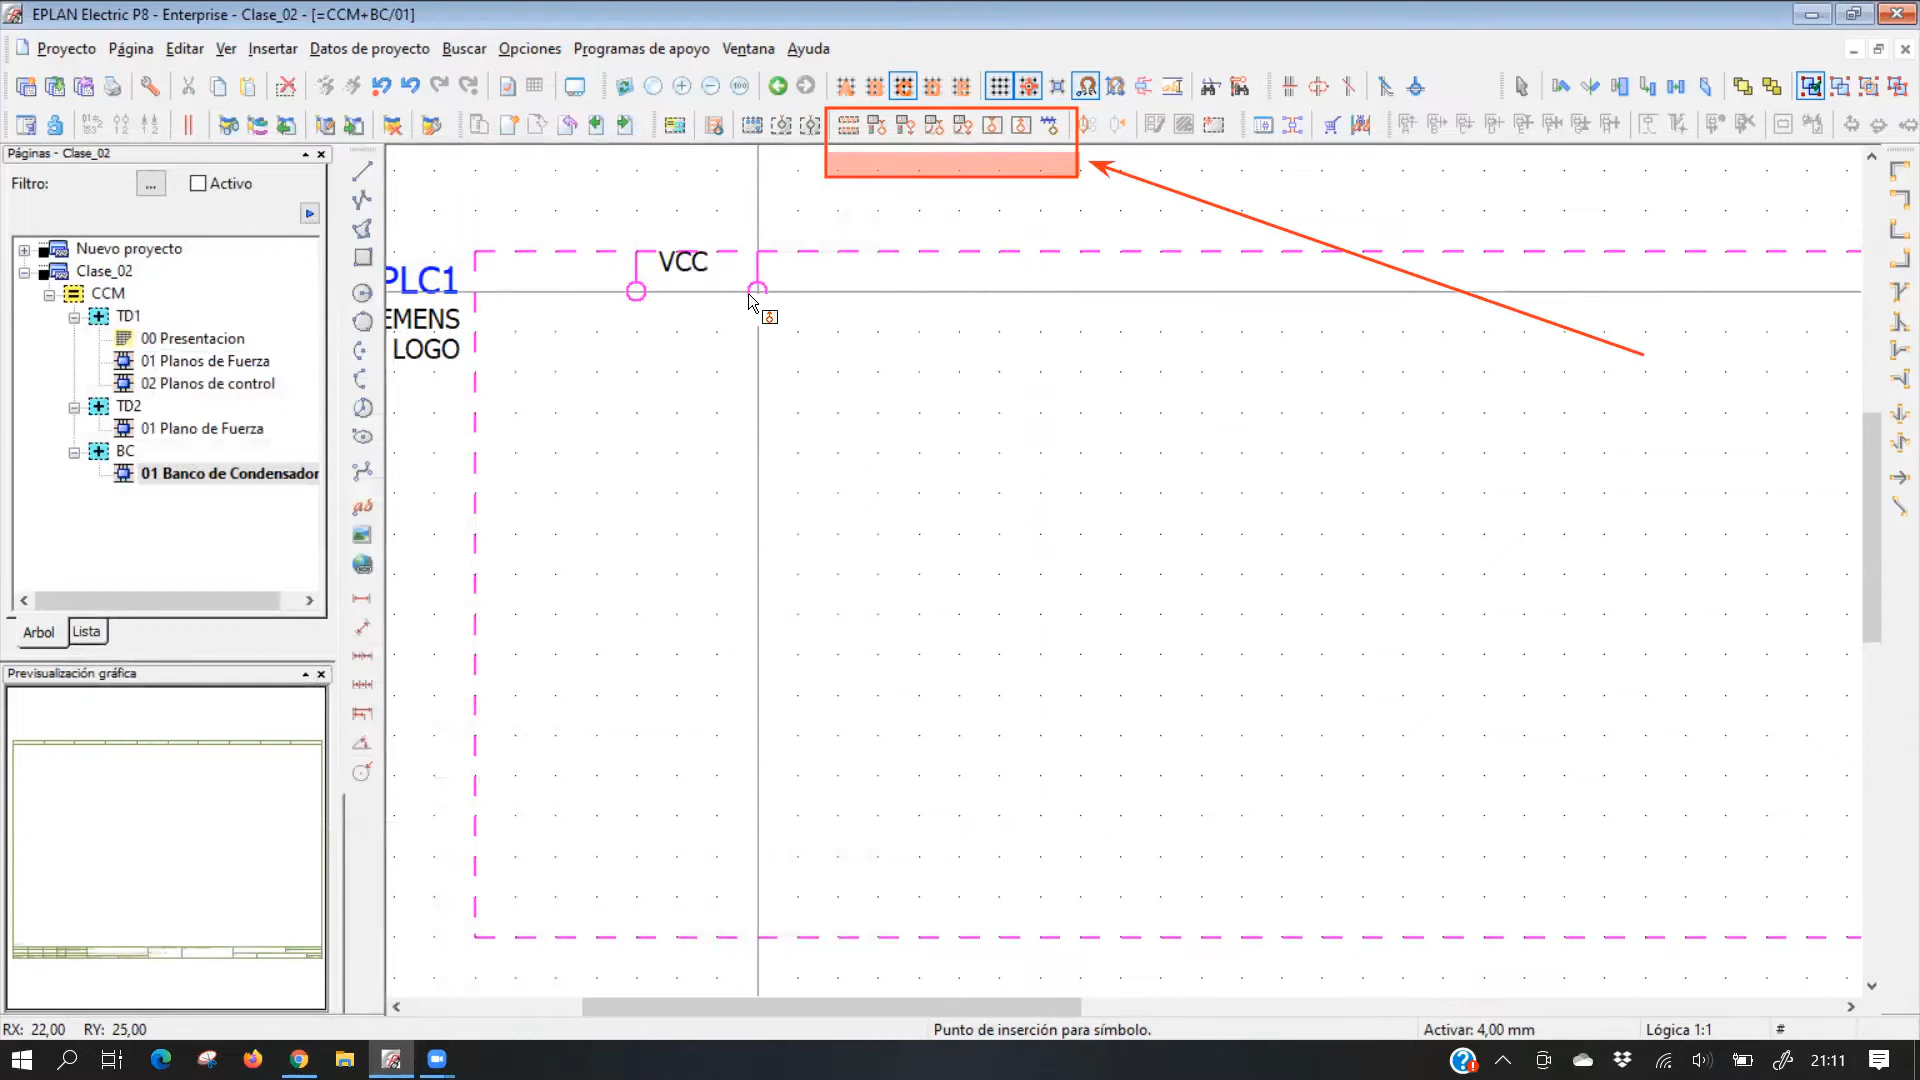 EPLAN Electric P8 - Enterprise - Clase_02 - [=CCM+BC/01]
Proyecto Página Editar Ver Insertar Datos de proyecto Buscar Opciones Programas de apoyo Ventana Ayuda
100
Páginas - Clase_02
Filtro: ... Activo
Nuevo proyecto
Clase_02
CCM
TD1
00 Presentacion
01 Planos de Fuerza
02 Planos de control
TD2
01 Plano de Fuerza
BC
01 Banco de Condensador
Arbol Lista
Previsualización gráfica
ab
VCC
PLC1
EMENS
LOGO
RX: 22,00 RY: 25,00 Punto de inserción para símbolo. Activar: 4,00 mm Lógica 1:1 #
21:11